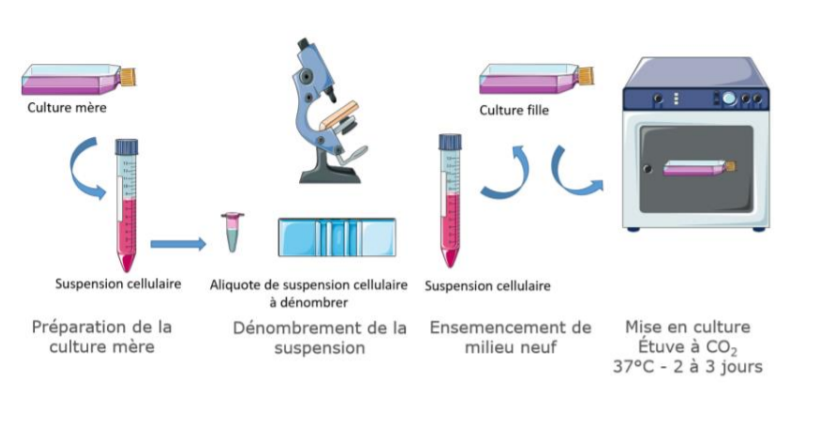 Culture mère
Culture fille
Suspension cellulaire
Aliquote de suspension cellulaire
à dénombrer
Suspension cellulaire
Préparation de la
culture mère
Dénombrement de la
suspension
Ensemencement de
milieu neuf
Mise en culture
Étuve à CO₂
37°C - 2 à 3 jours